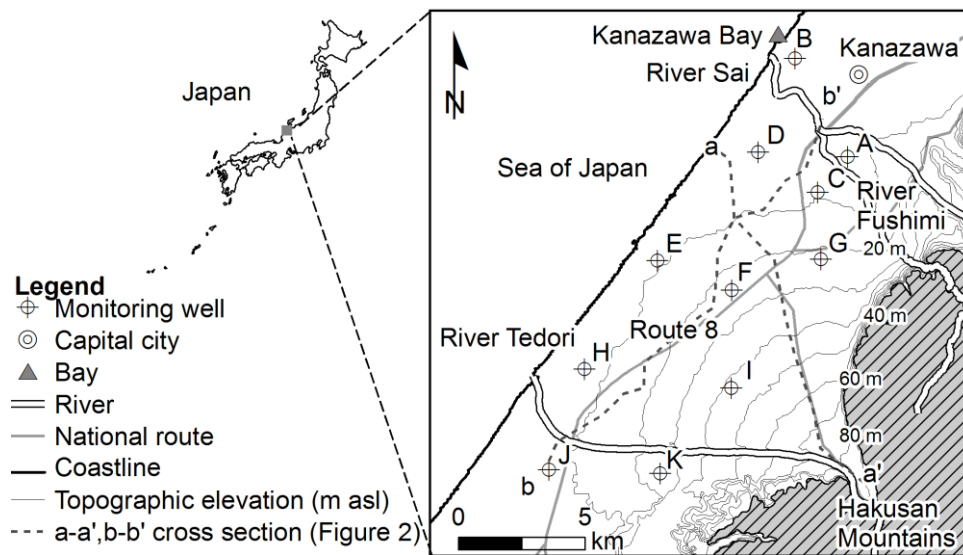 Japan
Legend
Monitoring well
Capital city
Bay
River
National route
Coastline
Topographic elevation (m asl)
a-a',b-b' cross section (Figure 2)
Kanazawa Bay
B
Kanazawa
River Sai
N
b'
D
A
a
Sea of Japan
C
River
Fushimi
20 m
E
G
F
40 m
River Tedori
Route 8
H
I
60 m
80 m
J
K
b
a'
0
5
km
Hakusan
Mountains